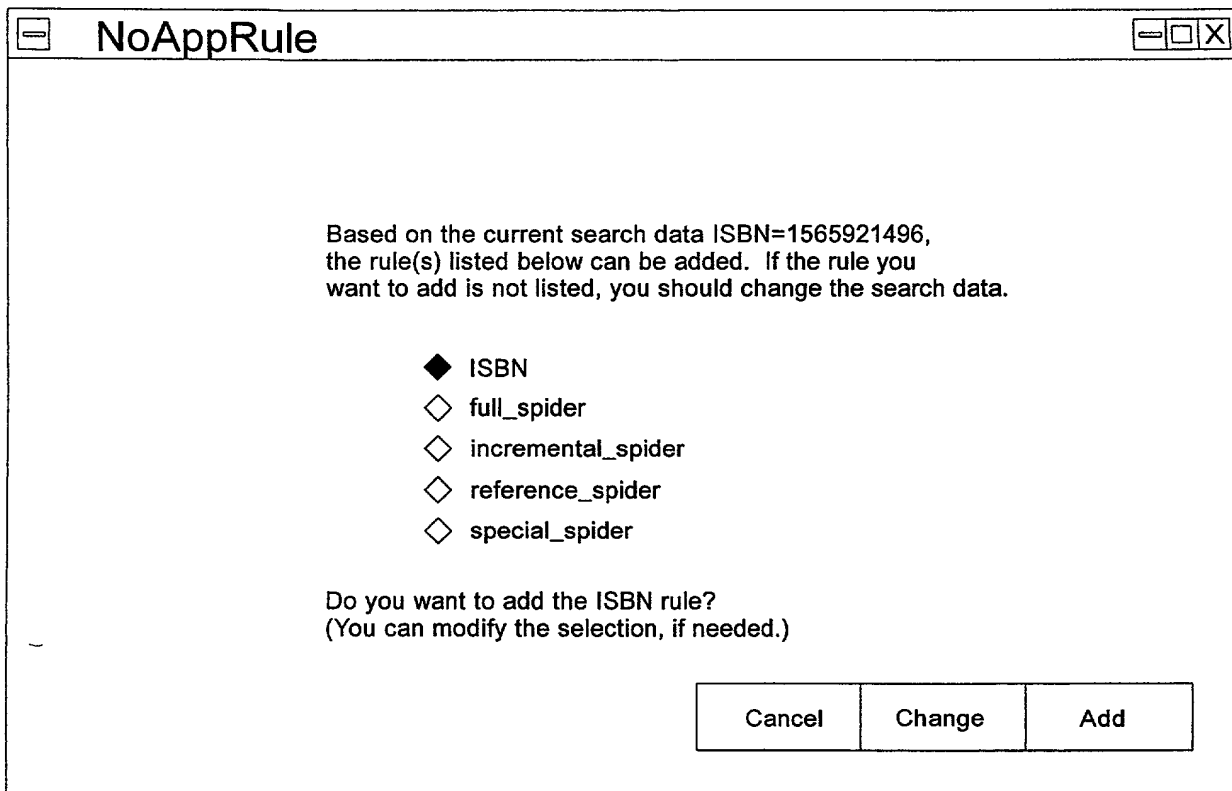 NoAppRule
Based on the current search data ISBN=1565921496,
the rule(s) listed below can be added. If the rule you
want to add is not listed, you should change the search data.
ISBN
full_spider
incremental_spider
reference_spider
special_spider
Do you want to add the ISBN rule?
(You can modify the selection, if needed.)
Cancel Change Add